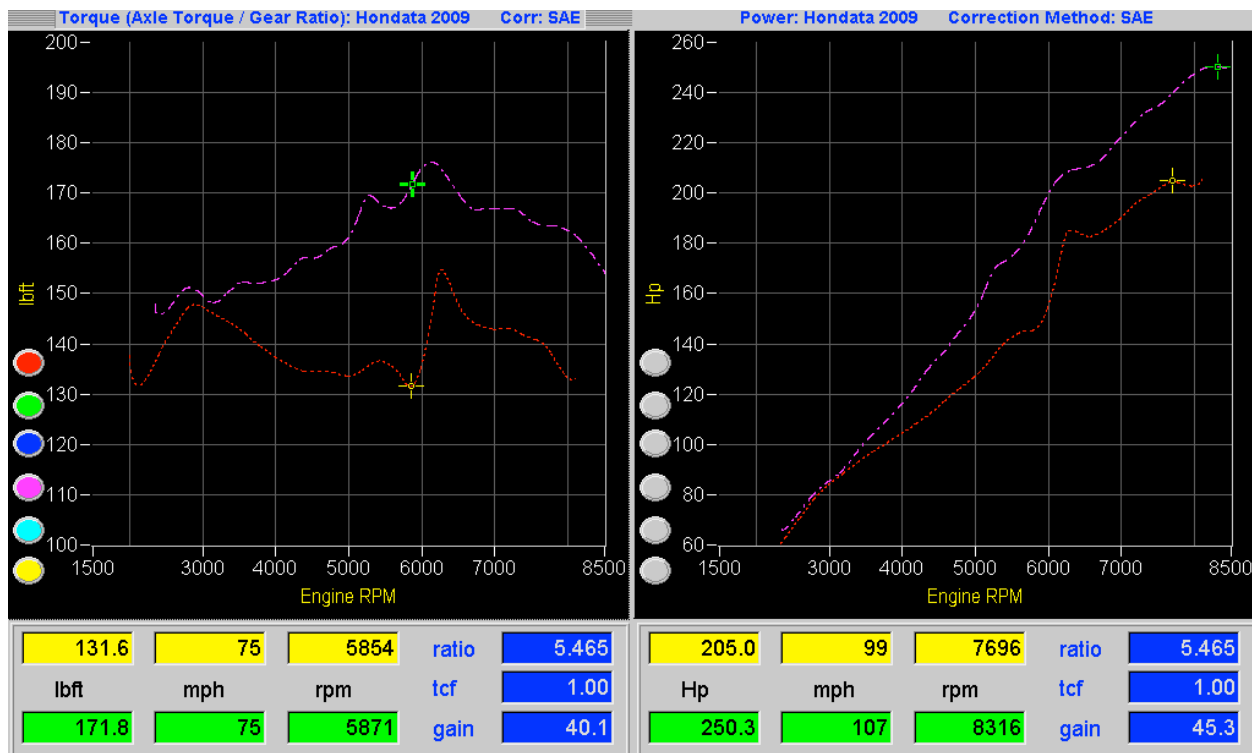 Torque (Axle Torque / Gear Ratio): Hondata 2009 Corr: SAE
200
190
180
170
160
150
140
130
120
110
100
lbft
1500 3000 4000 5000 6000 7000 8500
Engine RPM
131.6 75 5854 ratio 5.465
lbft mph rpm tcf 1.00
171.8 75 5871 gain 40.1
Power: Hondata 2009 Correction Method: SAE
260
240
220
200
180
160
140
120
100
80
60
Hp
1500 3000 4000 5000 6000 7000 8500
Engine RPM
205.0 99 7696 ratio 5.465
Hp mph rpm tcf 1.00
250.3 107 8316 gain 45.3